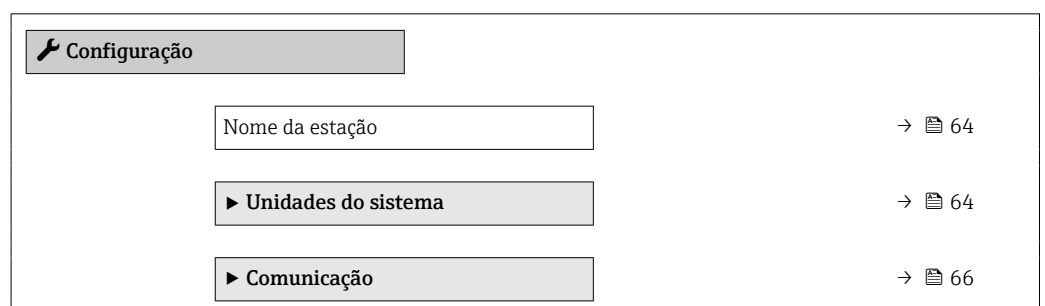 Configuração
Nome da estação → 64
▶ Unidades do sistema → 64
▶ Comunicação → 66